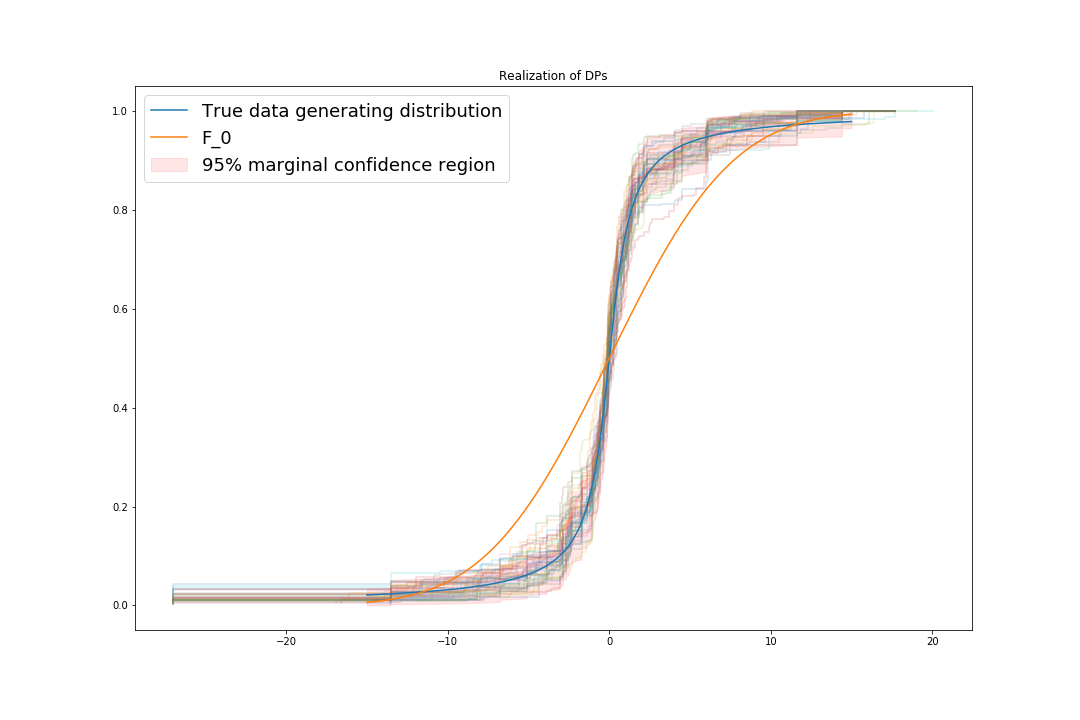 Realization of DPs
True data generating distribution
F_0
95% marginal confidence region
1.0
0.8
0.6
0.4
0.2
0.0
−20
−10
0
10
20